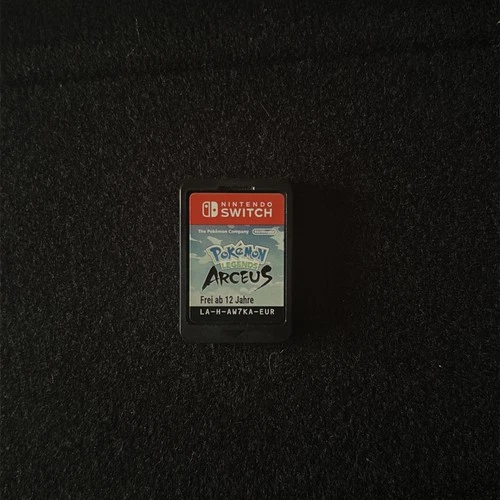 NINTENDO
SWITCH
The Pokémon Company Nintendo
POKéMON
LEGENDS
ARCEUS
Frei ab 12 Jahre
LA-H-AW7KA-EUR